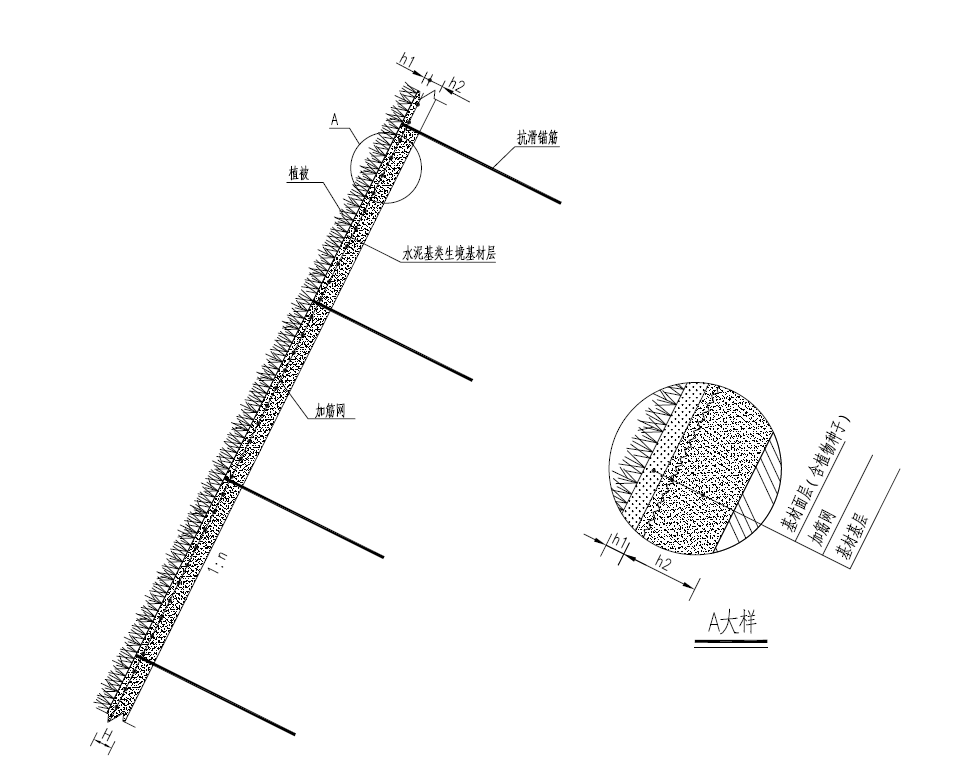 h1
h2
A
抗滑锚筋
植被
水泥基类生境基材层
加筋网
1:n
H
基材面层(含植物种子)
加筋网
基材基层
h1
h2
A大样